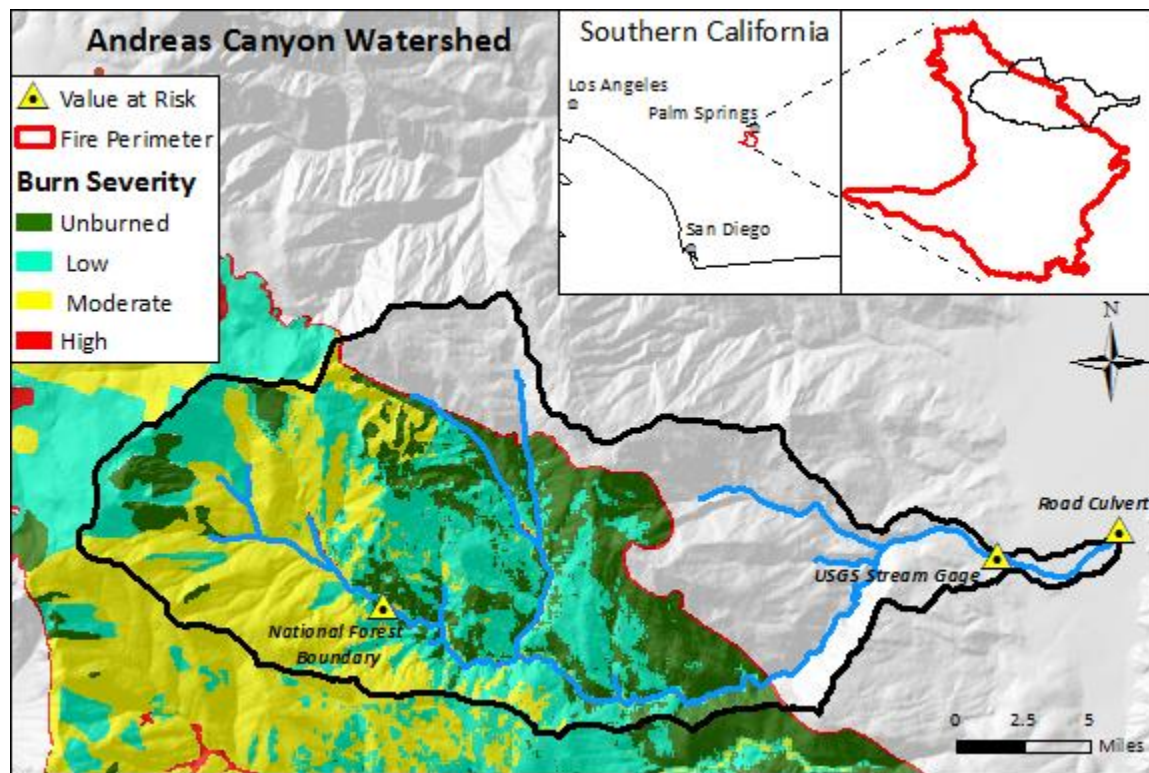 Andreas Canyon Watershed
Value at Risk
Fire Perimeter
Burn Severity
Unburned
Low
Moderate
High
Southern California
Los Angeles
Palm Springs
San Diego
N
Road Culvert
USGS Stream Gage
National Forest
Boundary
0 2.5 5
Miles